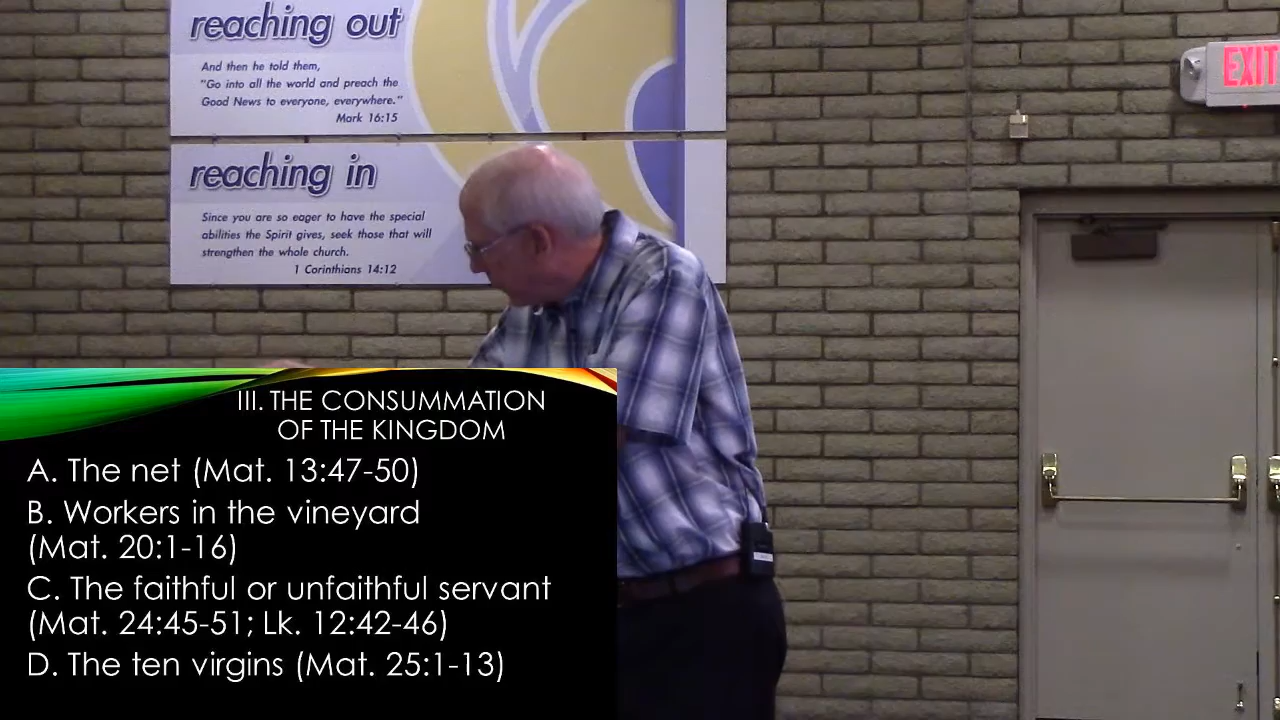 reaching out
And then he told them,
"Go into all the world and preach the
Good News to everyone, everywhere."
Mark 16:15
reaching in
Since you are so eager to have the special
abilities the Spirit gives, seek those that will
strengthen the whole church.
1 Corinthians 14:12
EXIT
III. THE CONSUMMATION
OF THE KINGDOM
A. The net (Mat. 13:47-50)
B. Workers in the vineyard
(Mat. 20:1-16)
C. The faithful or unfaithful servant
(Mat. 24:45-51; Lk. 12:42-46)
D. The ten virgins (Mat. 25:1-13)